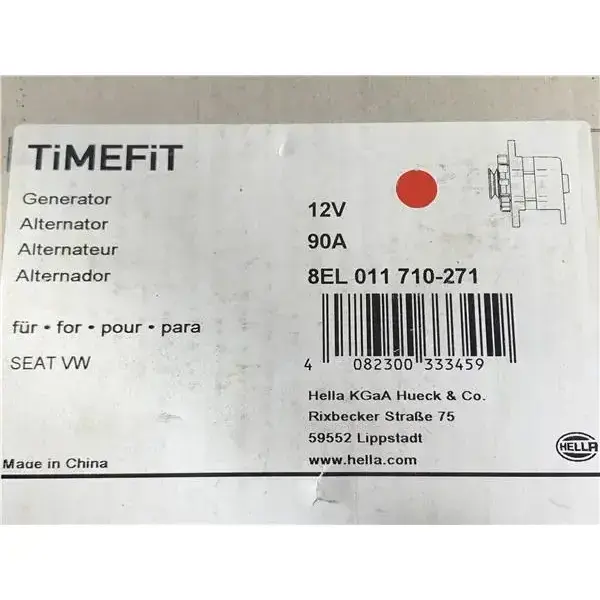 TiMEFiT
Generator
Alternator
Alternateur
Alternador
12V
90A
8EL 011 710-271
für • for • pour • para
SEAT VW
4 082300 333459
Hella KGaA Hueck & Co.
Rixbecker Straße 75
59552 Lippstadt
www.hella.com
Made in China
HELLA